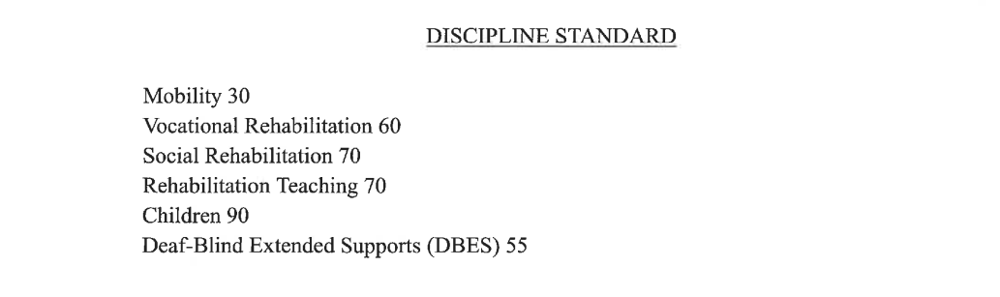 DISCIPLINE STANDARD
Mobility 30
Vocational Rehabilitation 60
Social Rehabilitation 70
Rehabilitation Teaching 70
Children 90
Deaf-Blind Extended Supports (DBES) 55